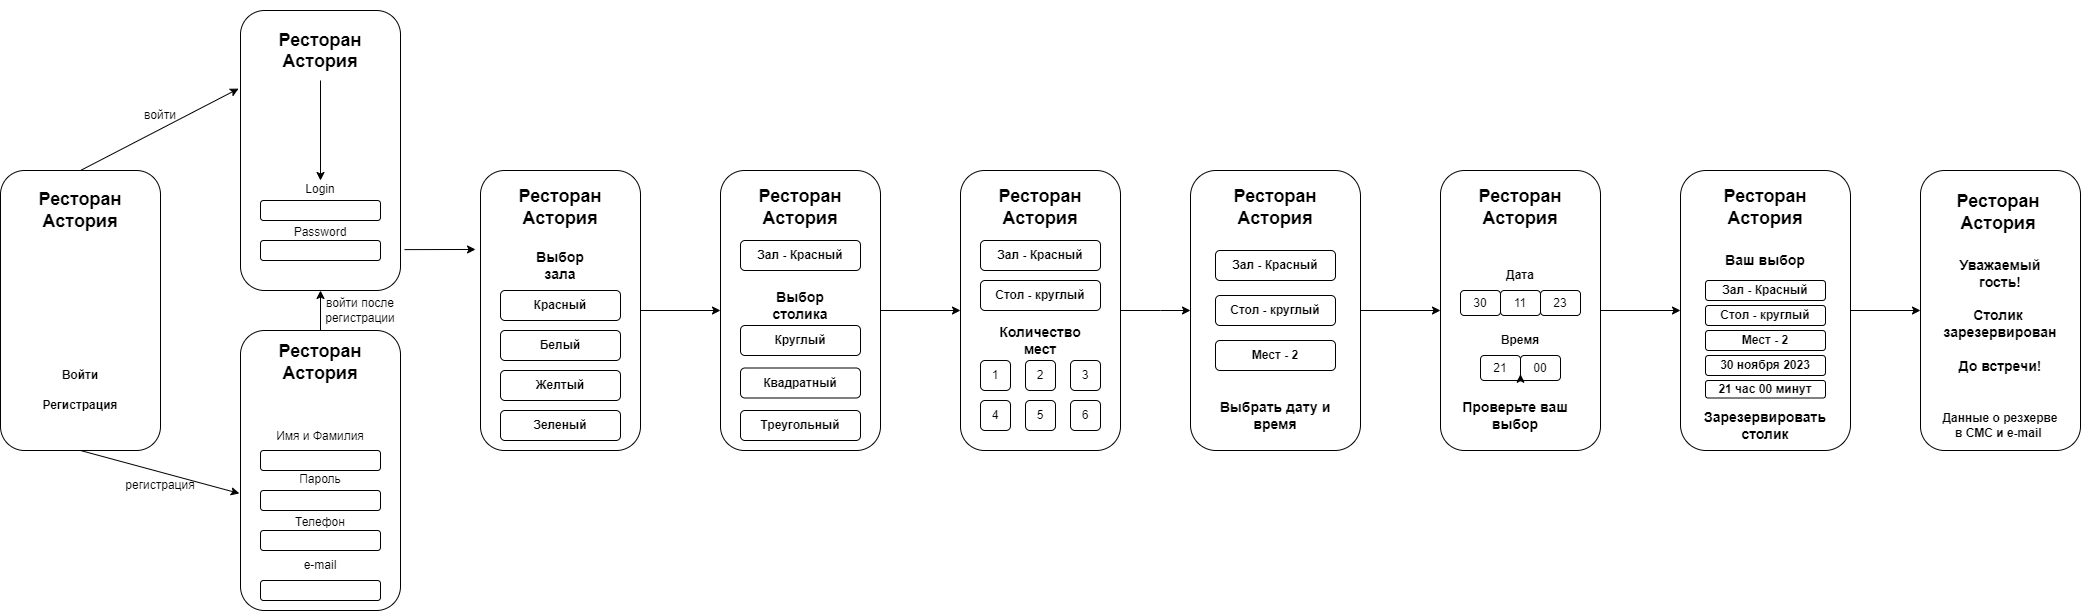 Ресторан
Астория
Войти
Регистрация
войти
регистрация
Ресторан
Астория
Login
Password
войти после
регистрации
Ресторан
Астория
Имя и Фамилия
Пароль
Телефон
e-mail
Ресторан
Астория
Выбор
зала
Красный
Белый
Желтый
Зеленый
Ресторан
Астория
Зал - Красный
Выбор
столика
Круглый
Квадратный
Треугольный
Ресторан
Астория
Зал - Красный
Стол - круглый
Количество
мест
1 2 3
4 5 6
Ресторан
Астория
Зал - Красный
Стол - круглый
Мест - 2
Выбрать дату и
время
Ресторан
Астория
Дата
30 11 23
Время
21 00
Проверьте ваш
выбор
Ресторан
Астория
Ваш выбор
Зал - Красный
Стол - круглый
Мест - 2
30 ноября 2023
21 час 00 минут
Зарезервировать
столик
Ресторан
Астория
Уважаемый
гость!
Столик
зарезервирован
До встречи!
Данные о резхерве
в СМС и e-mail